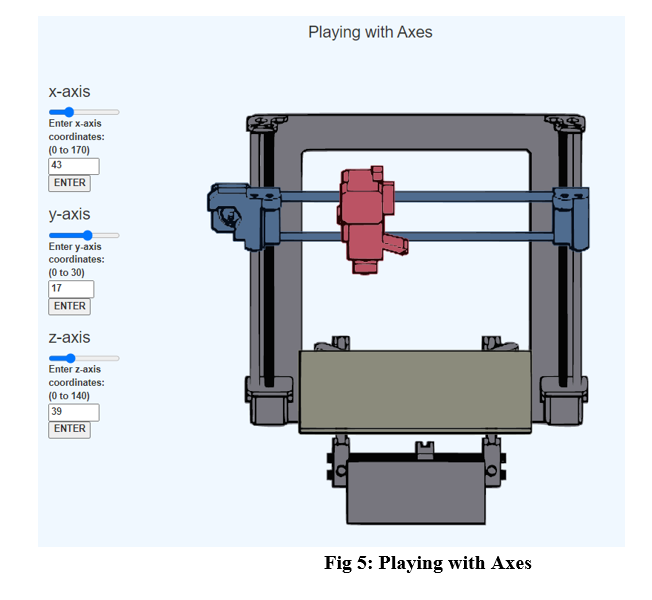 Playing with Axes
x-axis
Enter x-axis
coordinates:
(0 to 170)
43
ENTER
y-axis
Enter y-axis
coordinates:
(0 to 30)
17
ENTER
z-axis
Enter z-axis
coordinates:
(0 to 140)
39
ENTER
Fig 5: Playing with Axes